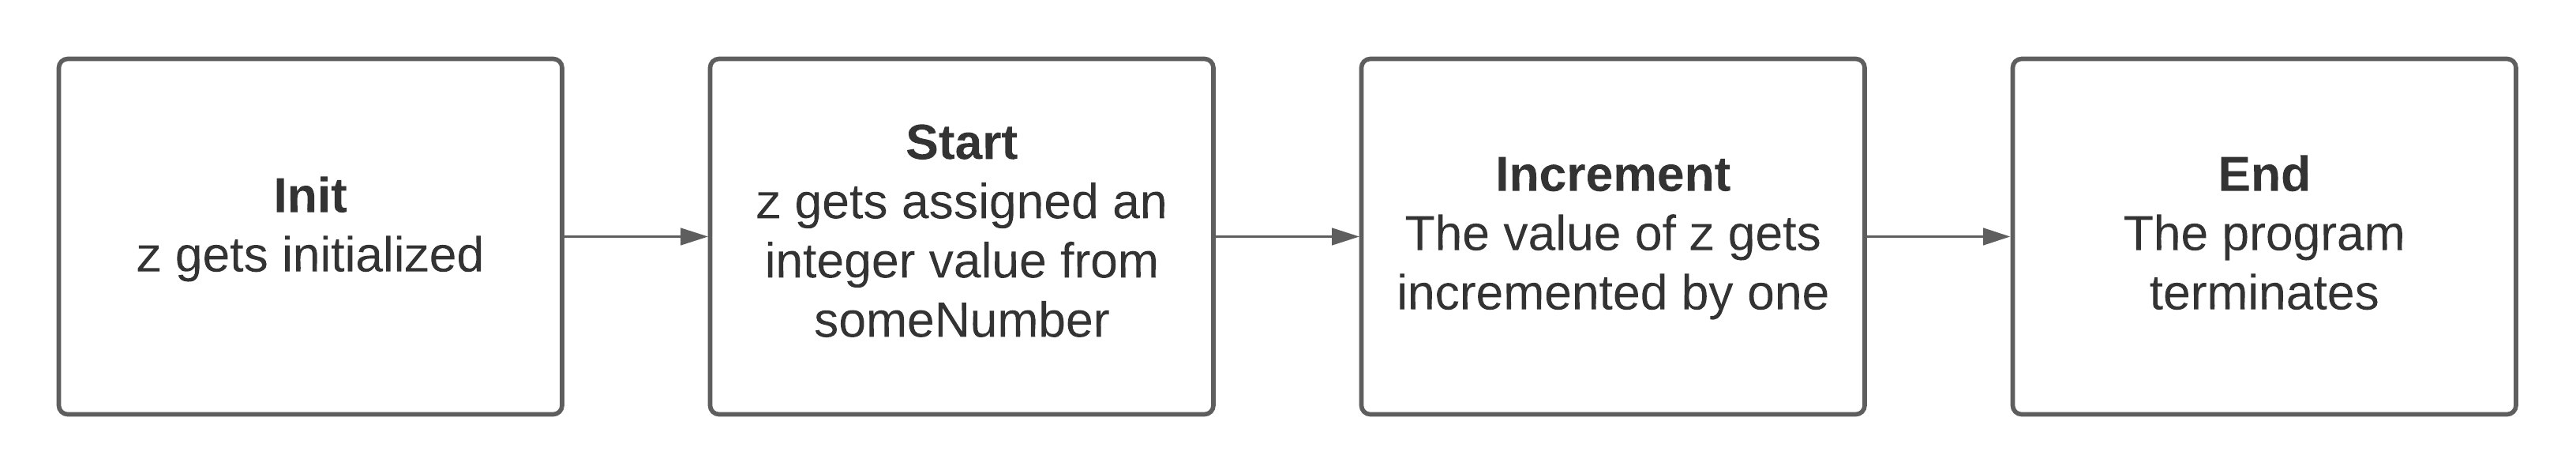 Init
z gets initialized
Start
z gets assigned an
integer value from
someNumber
Increment
The value of z gets
incremented by one
End
The program
terminates